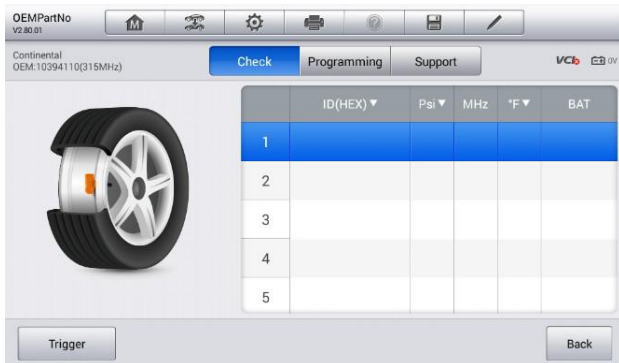 OEMPartNo
V2.80.01
Continental
OEM:10394110(315MHz)
Check Programming Support
VCI 0V
ID(HEX) ▼ Psi ▼ MHz °F ▼ BAT
1
2
3
4
5
Trigger Back